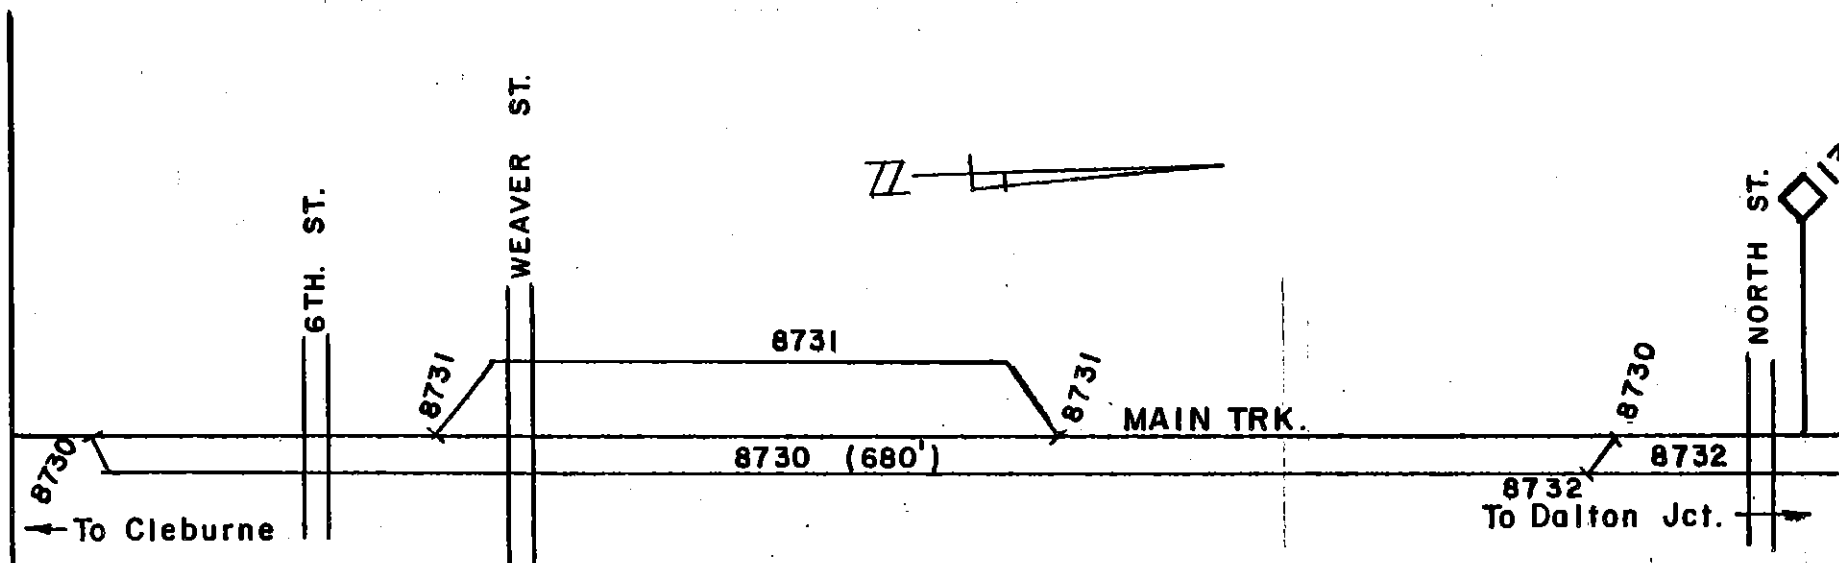 6TH. ST.
WEAVER ST.
N
NORTH ST.
8731
8731
8731
MAIN TRK.
8730
8730
8730 (680')
8732
8732
To Cleburne
To Dalton Jct.